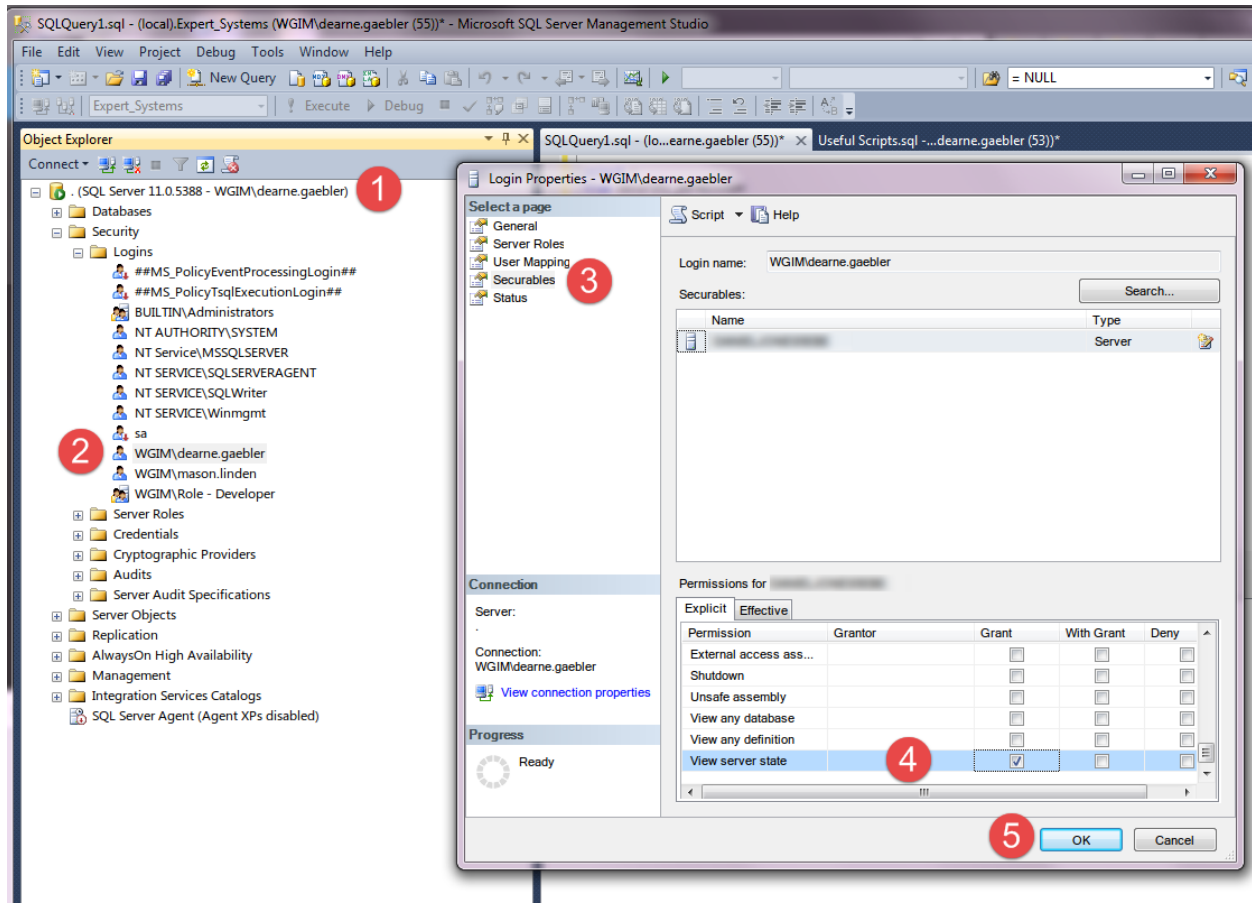 SQLQuery1.sql - (local).Expert_Systems (WGIM\dearne.gaebler (55))* - Microsoft SQL Server Management Studio
File Edit View Project Debug Tools Window Help
New Query = NULL
Expert_Systems Execute Debug
Object Explorer
Connect
. (SQL Server 11.0.5388 - WGIM\dearne.gaebler)
1
Databases
Security
Logins
##MS_PolicyEventProcessingLogin##
##MS_PolicyTsqlExecutionLogin##
BUILTIN\Administrators
NT AUTHORITY\SYSTEM
NT Service\MSSQLSERVER
NT SERVICE\SQLSERVERAGENT
NT SERVICE\SQLWriter
NT SERVICE\Winmgmt
sa
2
WGIM\dearne.gaebler
WGIM\mason.linden
WGIM\Role - Developer
Server Roles
Credentials
Cryptographic Providers
Audits
Server Audit Specifications
Server Objects
Replication
AlwaysOn High Availability
Management
Integration Services Catalogs
SQL Server Agent (Agent XPs disabled)
SQLQuery1.sql - (lo...earne.gaebler (55))* Useful Scripts.sql -...dearne.gaebler (53))*
Login Properties - WGIM\dearne.gaebler
Select a page
General
Server Roles
User Mapping
Securables
3
Status
Script Help
Login name: WGIM\dearne.gaebler
Securables: Search...
Name Type
Server
Connection
Server:
.
Connection:
WGIM\dearne.gaebler
View connection properties
Progress
Ready
Permissions for
Explicit Effective
Permission Grantor Grant With Grant Deny
External access ass...
Shutdown
Unsafe assembly
View any database
View any definition
View server state
4
5
OK Cancel